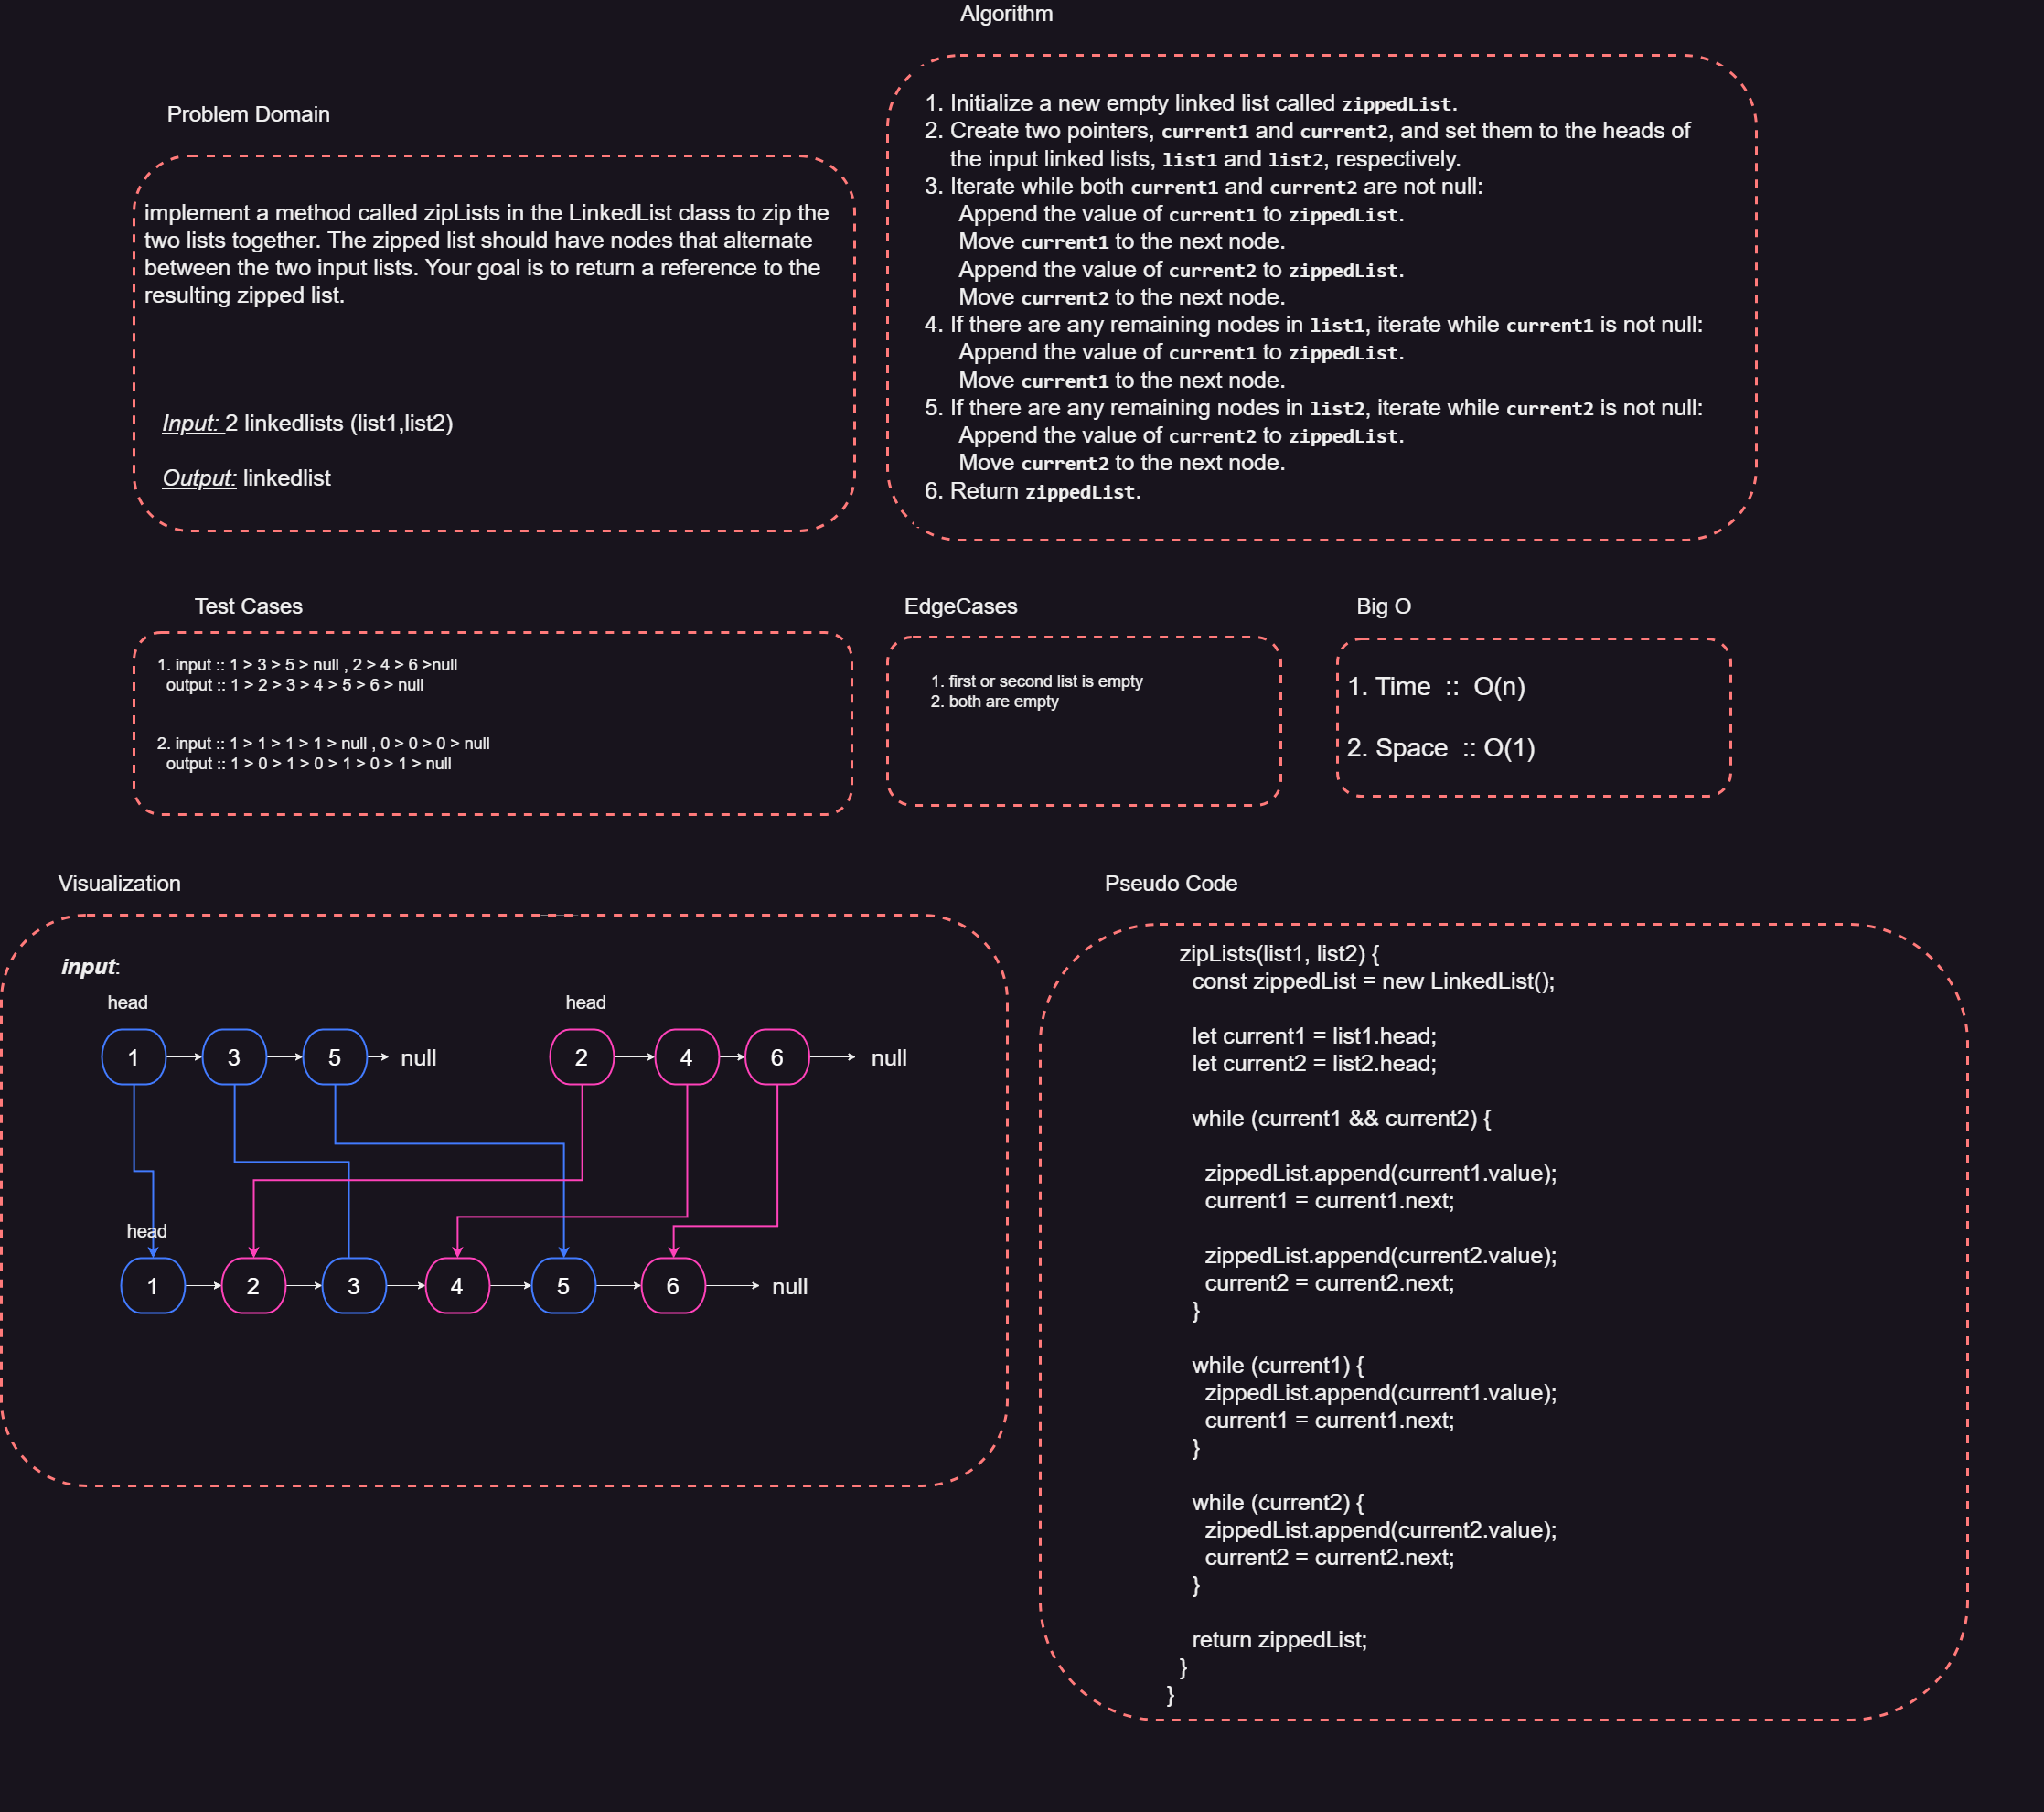 Algorithm
1. Initialize a new empty linked list called zippedList.
2. Create two pointers, current1 and current2, and set them to the heads of
the input linked lists, list1 and list2, respectively.
3. Iterate while both current1 and current2 are not null:
Append the value of current1 to zippedList.
Move current1 to the next node.
Append the value of current2 to zippedList.
Move current2 to the next node.
4. If there are any remaining nodes in list1, iterate while current1 is not null:
Append the value of current1 to zippedList.
Move current1 to the next node.
5. If there are any remaining nodes in list2, iterate while current2 is not null:
Append the value of current2 to zippedList.
Move current2 to the next node.
6. Return zippedList.
Problem Domain
implement a method called zipLists in the LinkedList class to zip the
two lists together. The zipped list should have nodes that alternate
between the two input lists. Your goal is to return a reference to the
resulting zipped list.
Input: 2 linkedlists (list1,list2)
Output: linkedlist
Test Cases
1. input :: 1 > 3 > 5 > null , 2 > 4 > 6 >null
output :: 1 > 2 > 3 > 4 > 5 > 6 > null
2. input :: 1 > 1 > 1 > 1 > null , 0 > 0 > 0 > null
output :: 1 > 0 > 1 > 0 > 1 > 0 > 1 > null
EdgeCases
1. first or second list is empty
2. both are empty
Big O
1. Time :: O(n)
2. Space :: O(1)
Visualization
input:
head head
1 3 5 null 2 4 6 null
head
1 2 3 4 5 6 null
Pseudo Code
zipLists(list1, list2) {
const zippedList = new LinkedList();
let current1 = list1.head;
let current2 = list2.head;
while (current1 && current2) {
zippedList.append(current1.value);
current1 = current1.next;
zippedList.append(current2.value);
current2 = current2.next;
}
while (current1) {
zippedList.append(current1.value);
current1 = current1.next;
}
while (current2) {
zippedList.append(current2.value);
current2 = current2.next;
}
return zippedList;
}
}